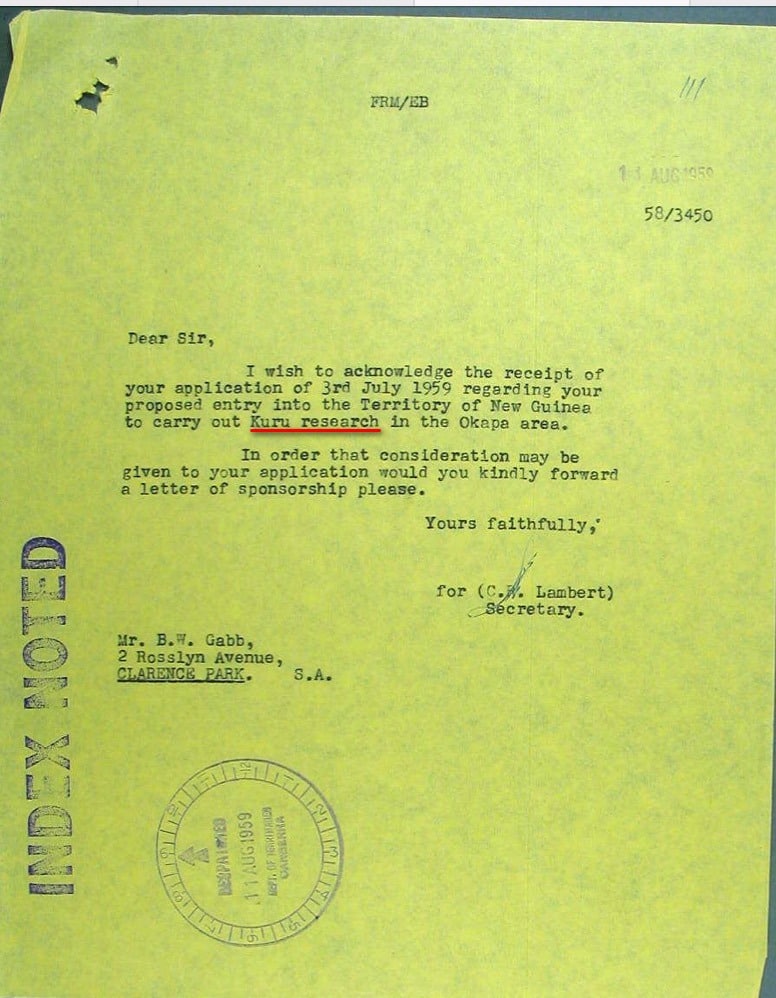 FRM/EB
111
11 AUG 1959
58/3450
Dear Sir,
I wish to acknowledge the receipt of
your application of 3rd July 1959 regarding your
proposed entry into the Territory of New Guinea
to carry out Kuru research in the Okapa area.
In order that consideration may be
given to your application would you kindly forward
a letter of sponsorship please.
Yours faithfully,
for (C.R. Lambert)
Secretary.
Mr. B.W. Gabb,
2 Rosslyn Avenue,
CLARENCE PARK. S.A.
INDEX NOTED
DESPATCHED
11 AUG 1959
DEPT. OF TERRITORIES
CANBERRA